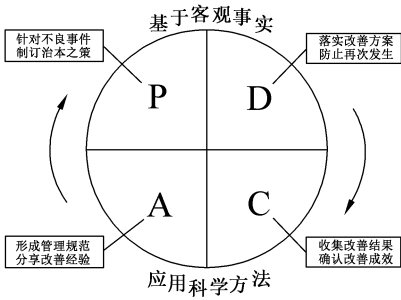 基于客观事实
针对不良事件
制订治本之策
落实改善方案
防止再次发生
P
D
A
C
形成管理规范
分享改善经验
收集改善结果
确认改善成效
应用科学方法